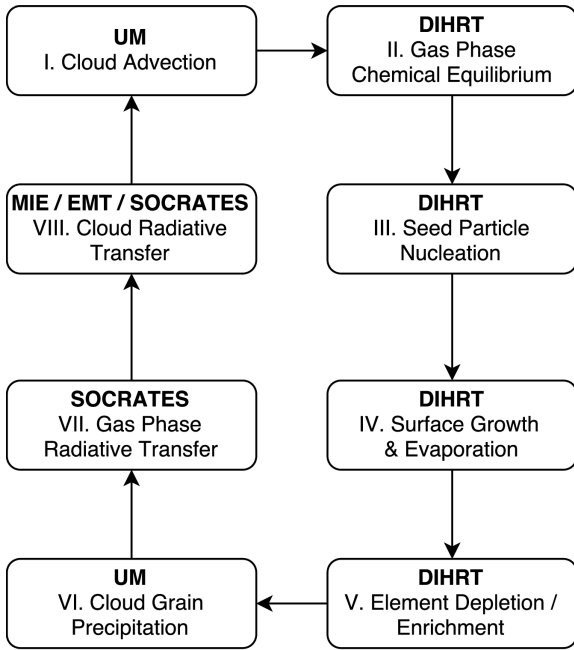 UM
I. Cloud Advection
DIHRT
II. Gas Phase
Chemical Equilibrium
DIHRT
III. Seed Particle
Nucleation
DIHRT
IV. Surface Growth
& Evaporation
DIHRT
V. Element Depletion /
Enrichment
UM
VI. Cloud Grain
Precipitation
SOCRATES
VII. Gas Phase
Radiative Transfer
MIE / EMT / SOCRATES
VIII. Cloud Radiative
Transfer